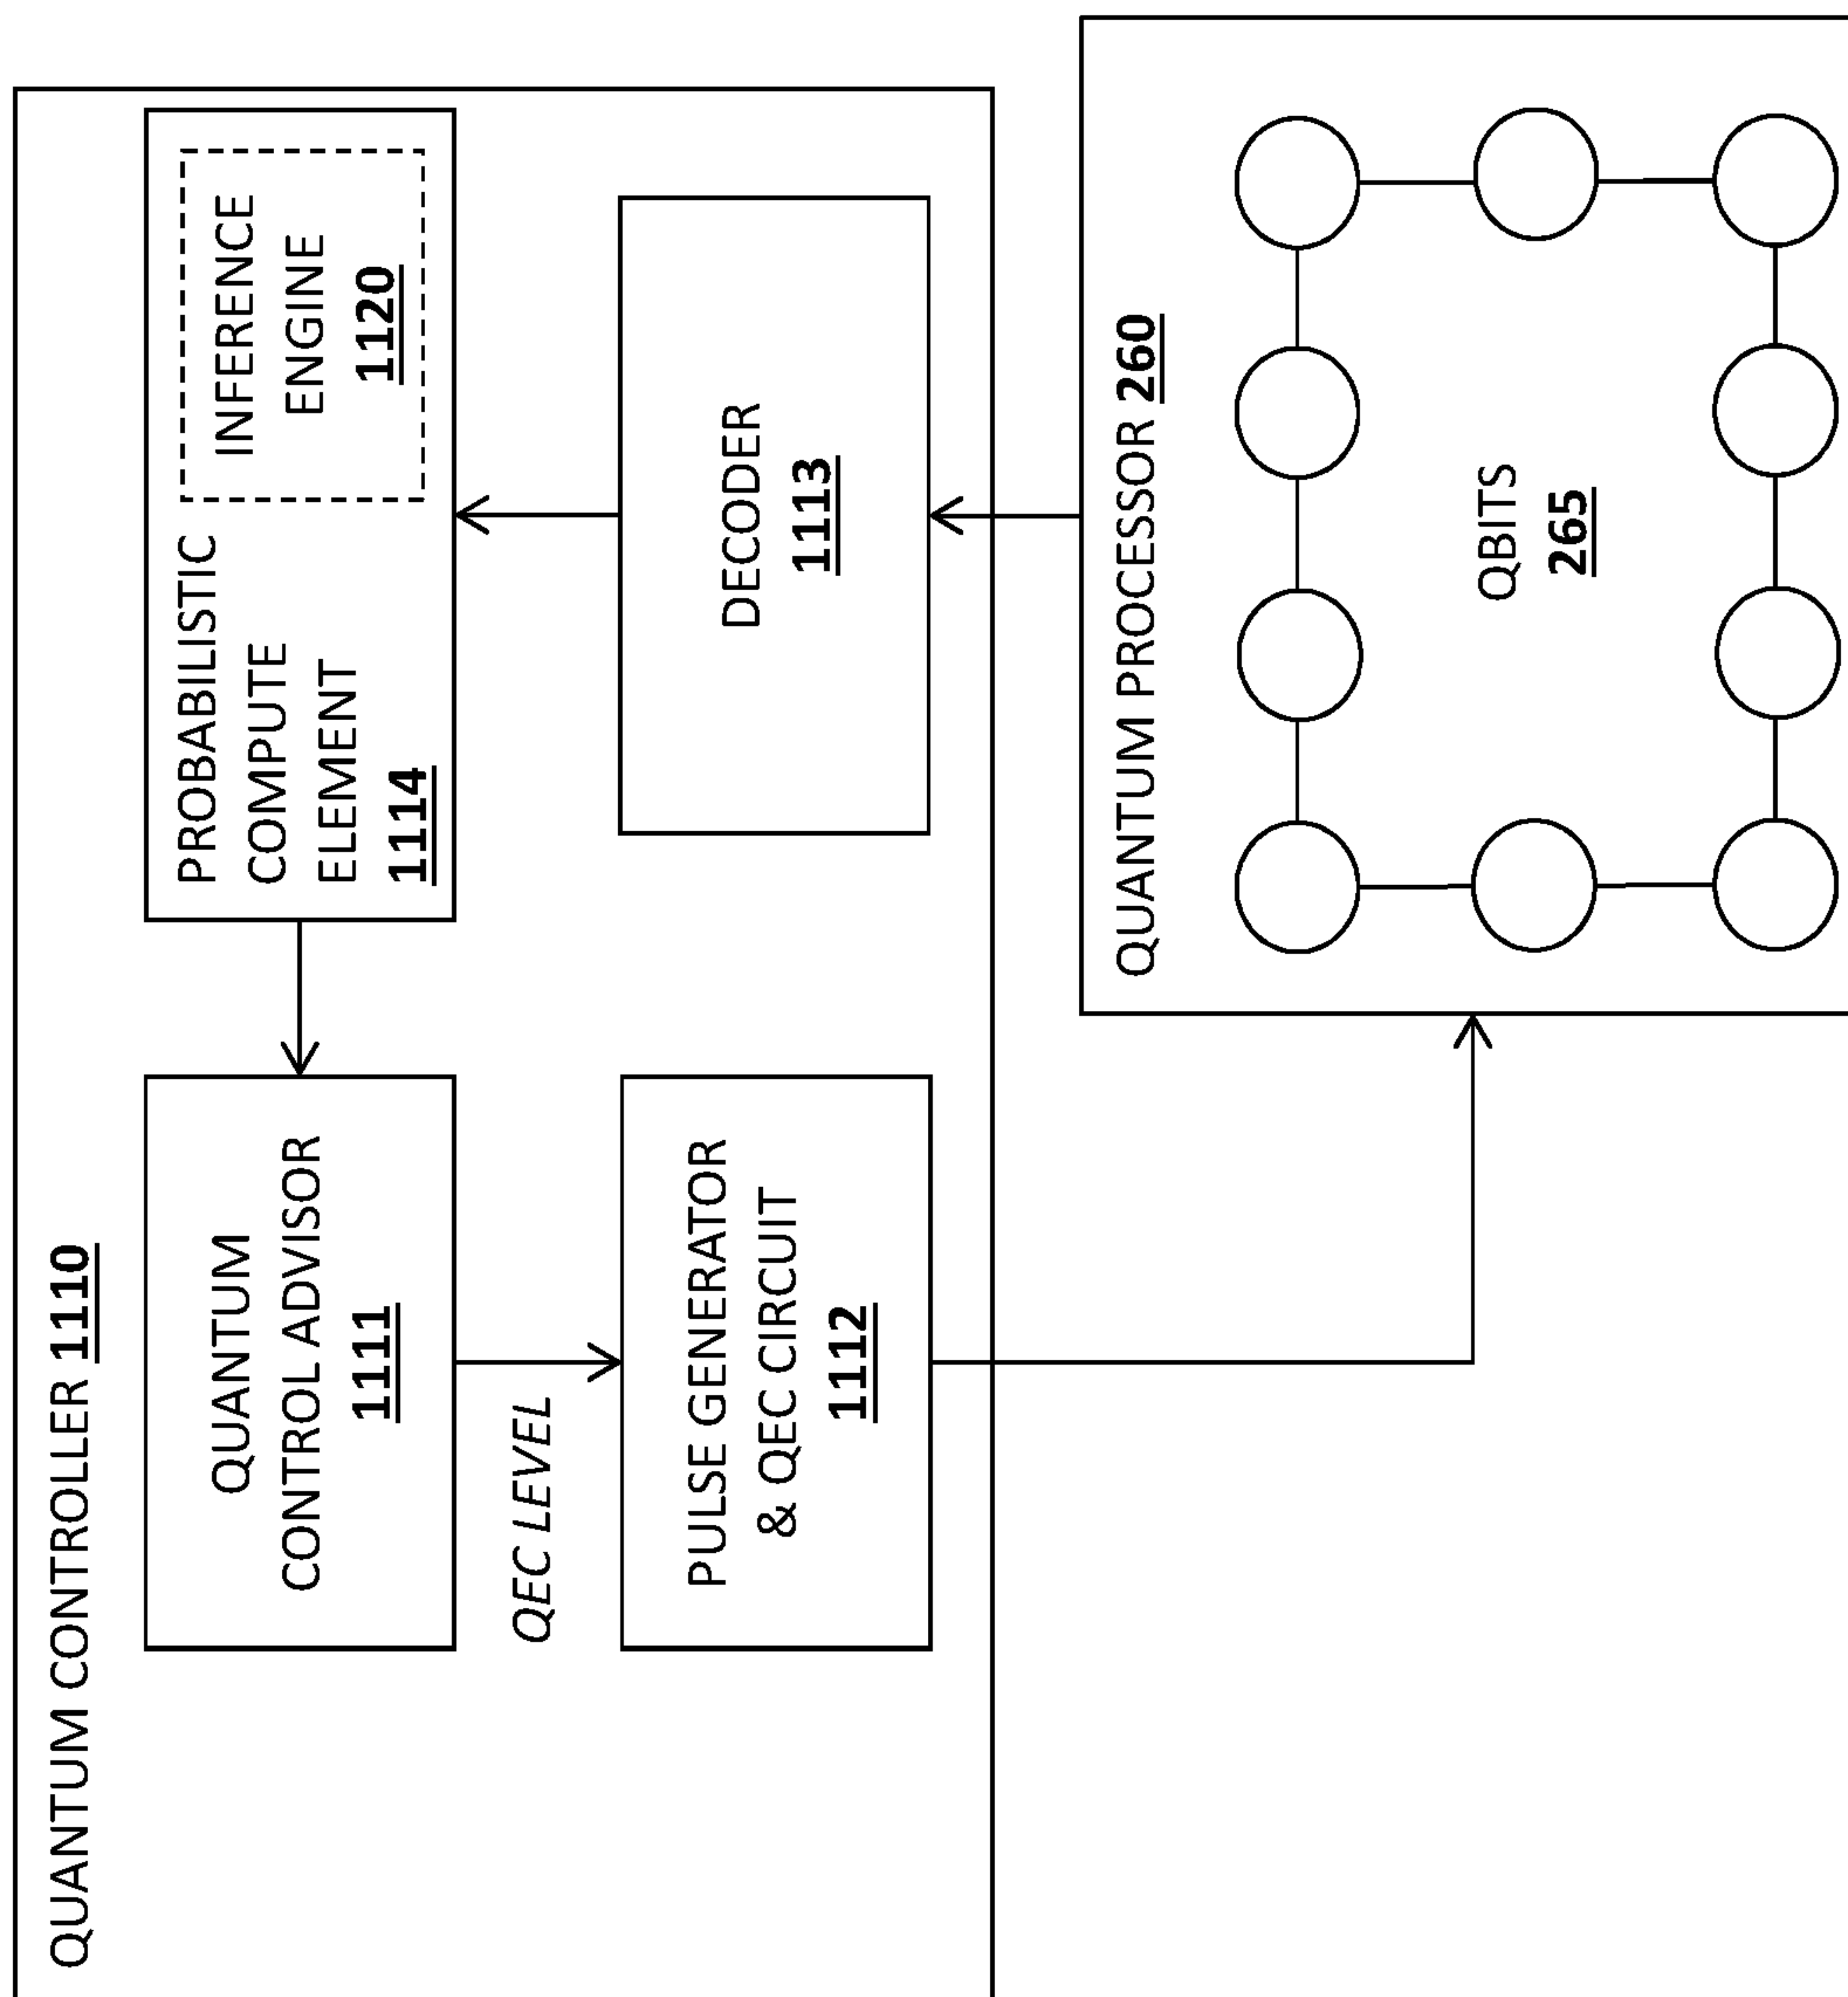 QUANTUM CONTROLLER 1110
QUANTUM
CONTROL ADVISOR
1111
PROBABILISTIC
COMPUTE
ELEMENT
1114
INFERENCE
ENGINE
1120
QEC LEVEL
PULSE GENERATOR
& QEC CIRCUIT
1112
DECODER
1113
QUANTUM PROCESSOR 260
QBITS
265